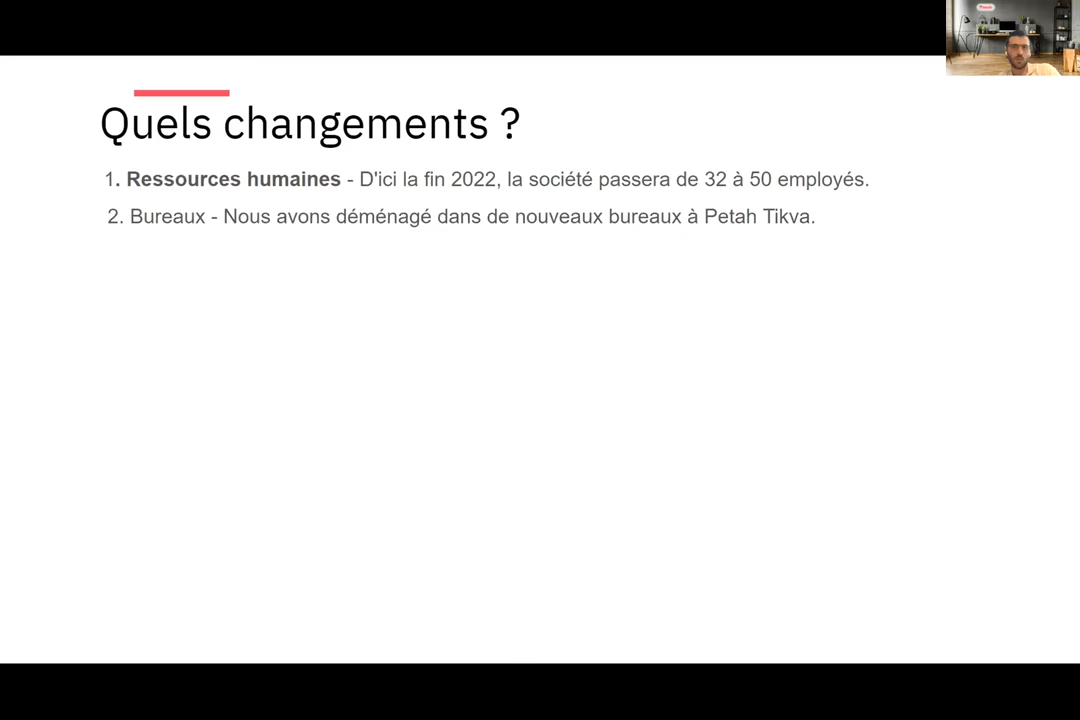 Quels changements ?
1. Ressources humaines - D'ici la fin 2022, la société passera de 32 à 50 employés.
2. Bureaux - Nous avons déménagé dans de nouveaux bureaux à Petah Tikva.